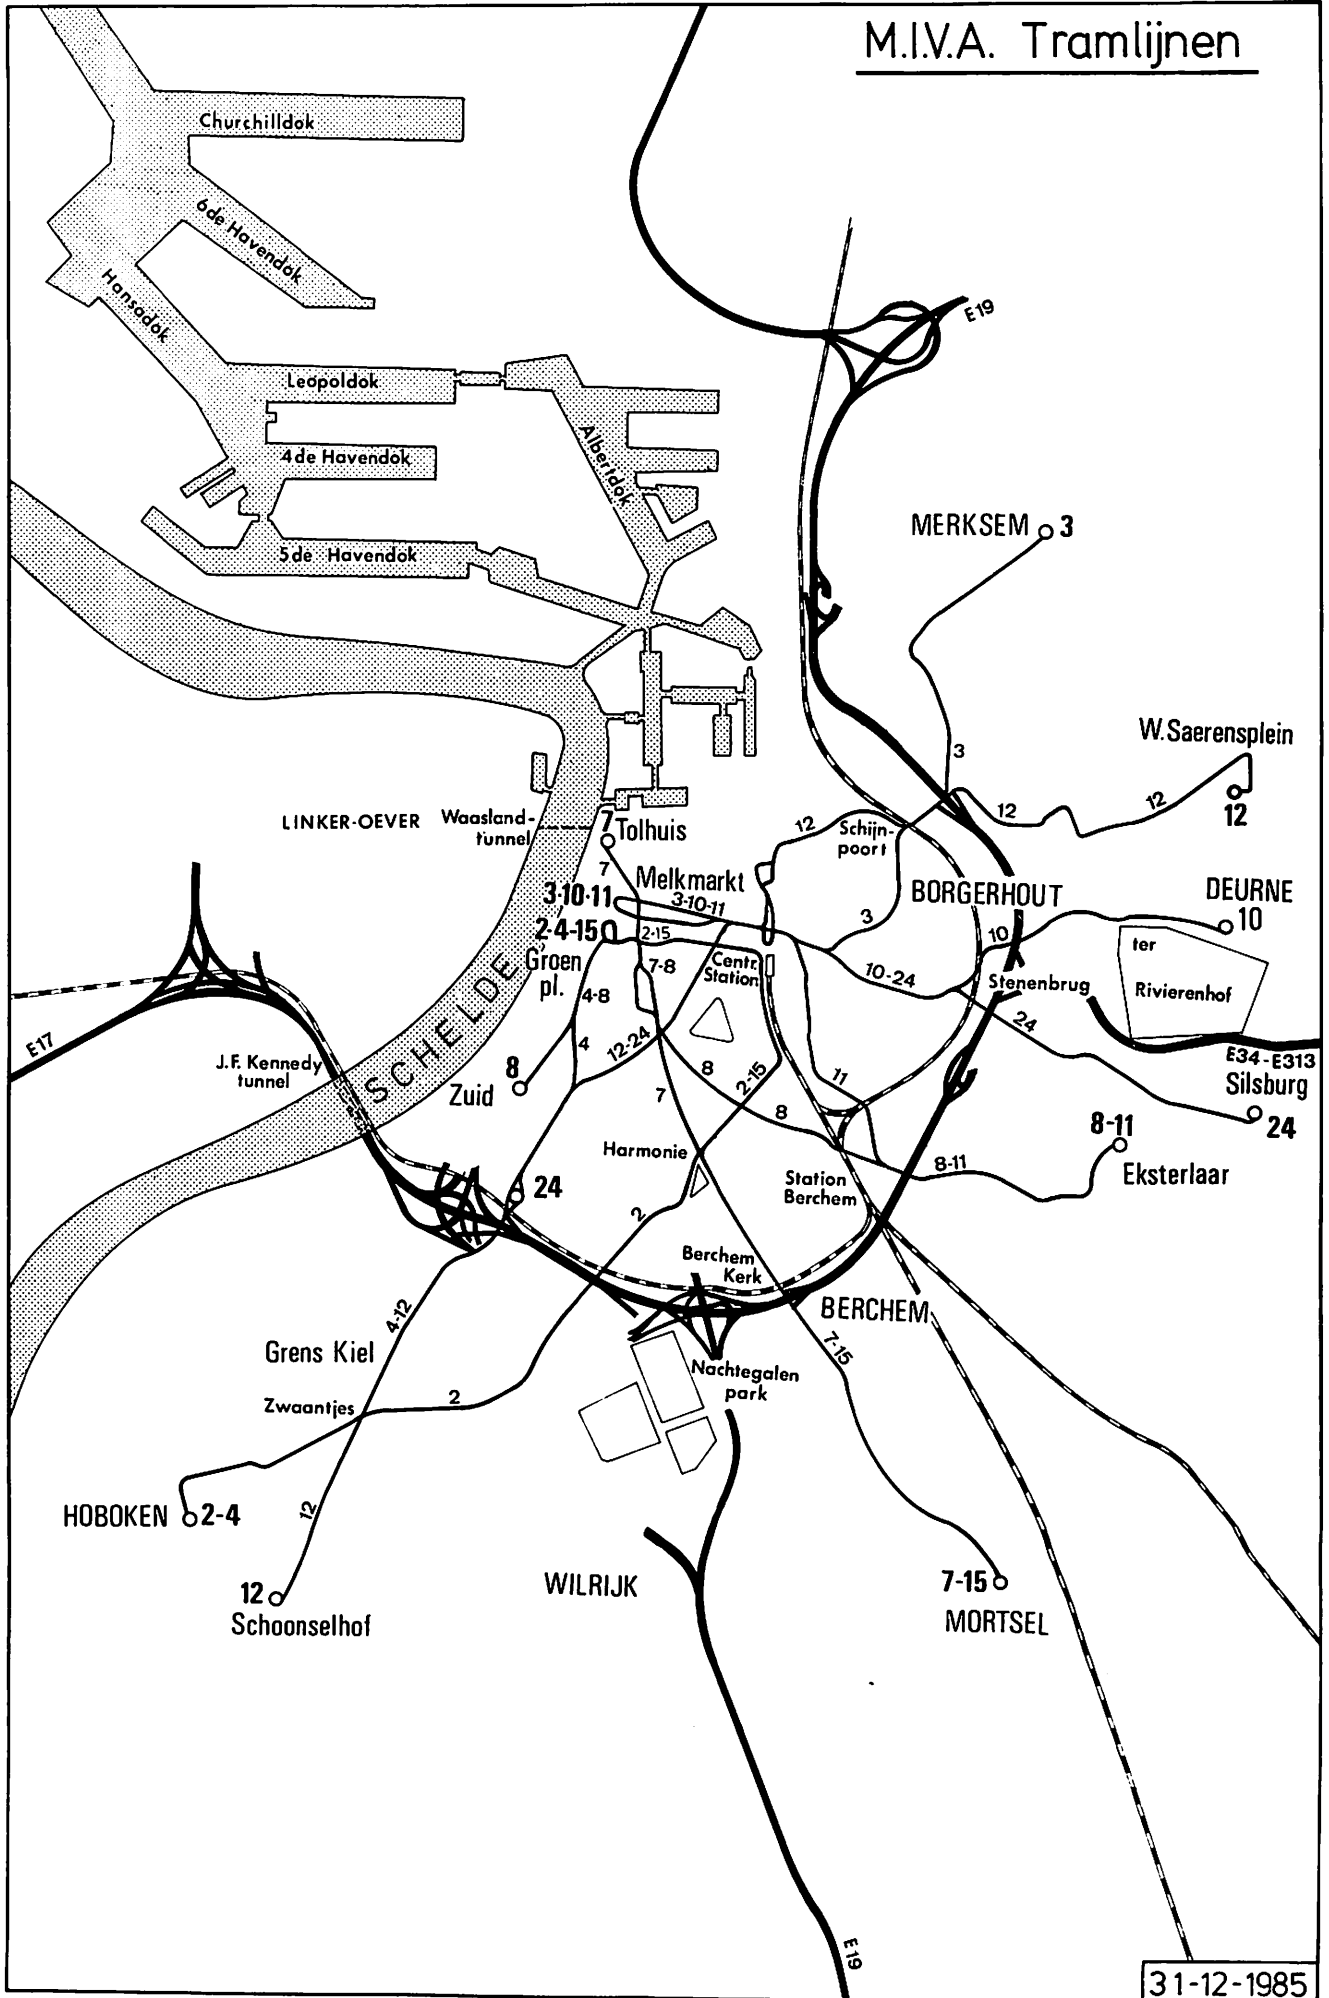 M.I.V.A. Tramlijnen
Churchilldok
6de Havendok
Hansadok
E19
Leopoldok
Albertdok
4de Havendok
5de Havendok
MERKSEM 3
3
W. Saerensplein
12
12
12
LINKER-OEVER
Waasland-
tunnel
7 Tolhuis
7
12
Schijn-
poort
Melkmarkt
3-10-11
3-10-11
BORGERHOUT
DEURNE
10
3
10
2-4-15
2-15
Groen
pl.
7-8
Centr.
Station
10-24
Stenenbrug
ter
Rivierenhof
SCHELDE
4-8
4
12-24
24
E17
J.F. Kennedy
tunnel
8
Zuid
7
8
2-15
8
11
E34-E313
Silsburg
24
8-11
Eksterlaar
8-11
Harmonie
Station
Berchem
24
2
Berchem
Kerk
BERCHEM
4-12
Grens Kiel
7-15
Zwaantjes
2
Nachtegalen
park
HOBOKEN 2-4
12
12
Schoonselhof
WILRIJK
7-15
MORTSEL
E19
31-12-1985